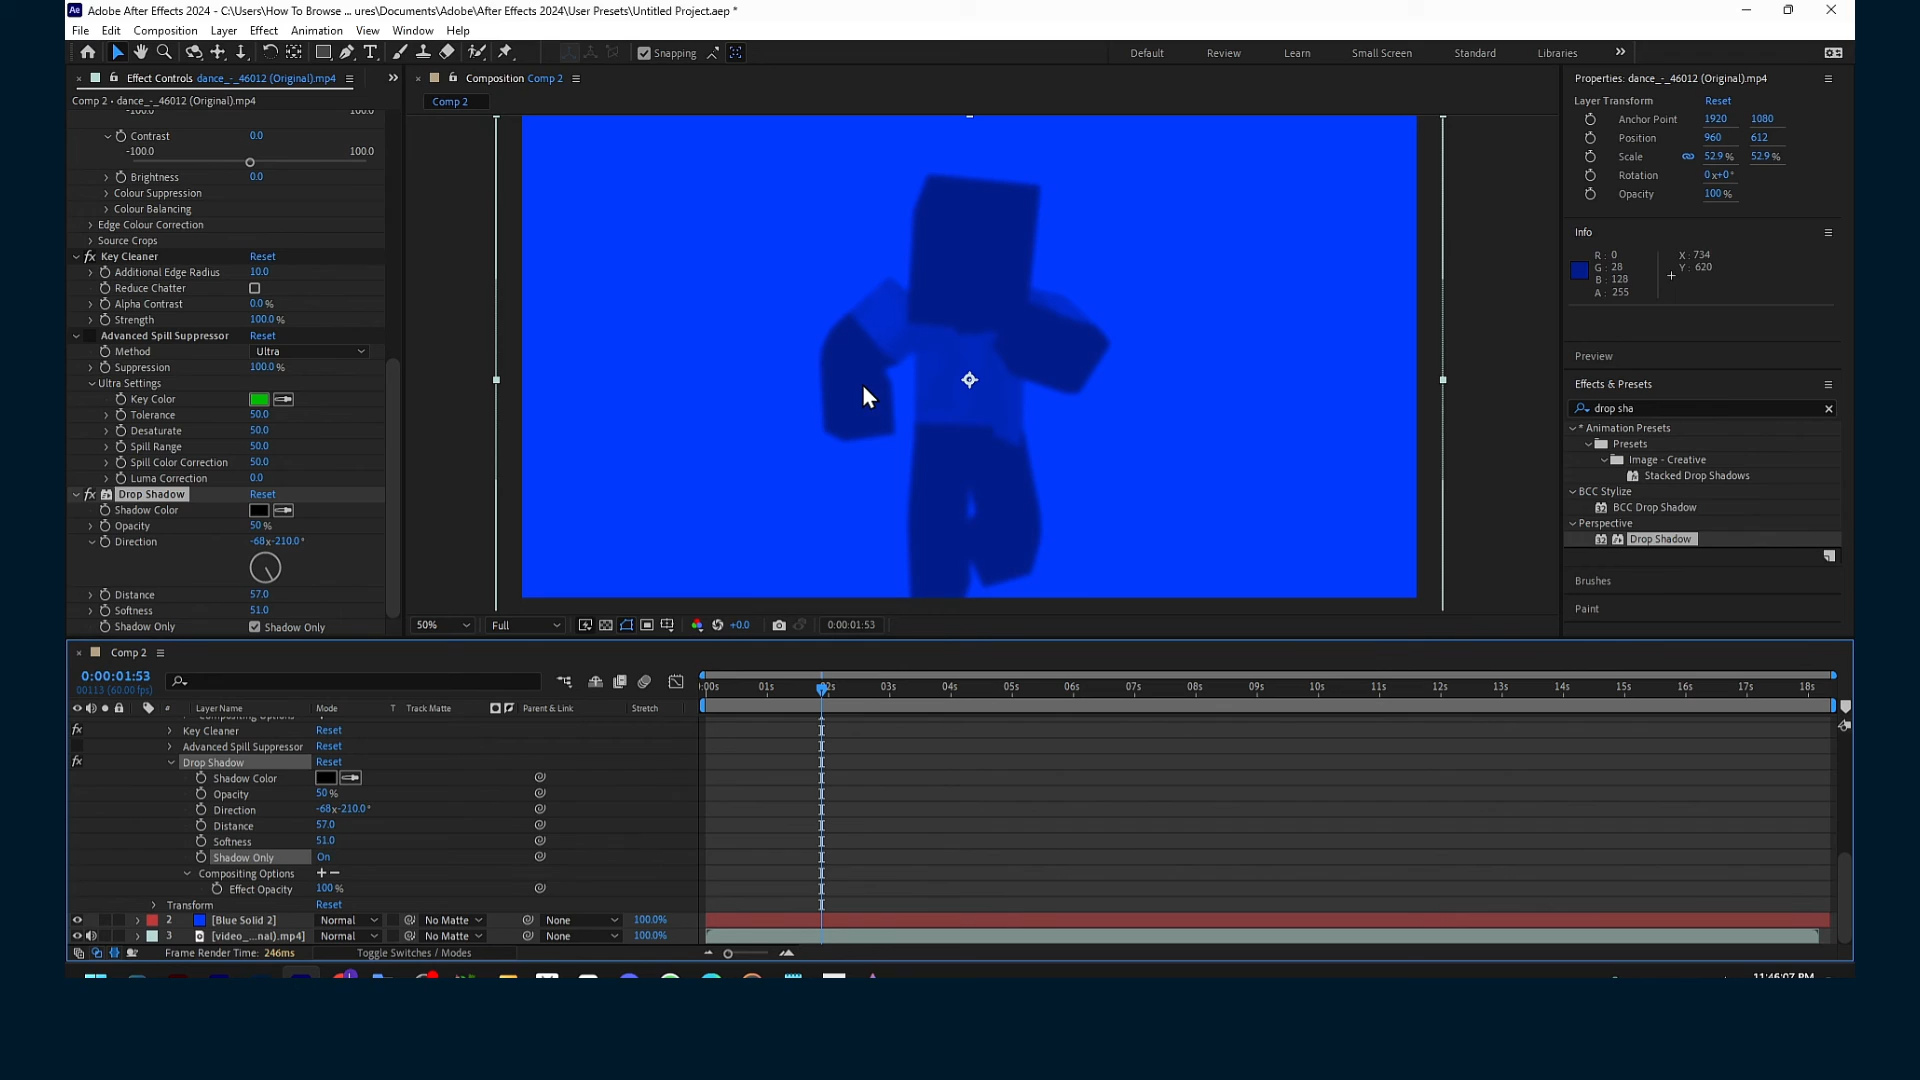 Adobe After Effects 2024 - C:\Users\How To Browse ... ures\Documents\Adobe\After Effects 2024\User Presets\Untitled Project.aep *
File Edit Composition Layer Effect Animation View Window Help
Snapping Default Review Learn Small Screen Standard Libraries
Effect Controls dance_-_46012 (Original).mp4
Comp 2 • dance_-_46012 (Original).mp4
-100.0 100.0
Contrast 0.0
-100.0 100.0
Brightness 0.0
Colour Suppression
Colour Balancing
Edge Colour Correction
Source Crops
fx Key Cleaner Reset
Additional Edge Radius 10.0
Reduce Chatter
Alpha Contrast 0.0 %
Strength 100.0 %
Advanced Spill Suppressor Reset
Method Ultra
Suppression 100.0 %
Ultra Settings
Key Color
Tolerance 50.0
Desaturate 50.0
Spill Range 50.0
Spill Color Correction 50.0
Luma Correction 0.0
fx Drop Shadow Reset
Shadow Color
Opacity 50 %
Direction -68x-210.0°
Distance 57.0
Softness 51.0
Shadow Only Shadow Only
Composition Comp 2
Comp 2
50% Full +0.0 0:00:01:53
Properties: dance_-_46012 (Original).mp4
Layer Transform Reset
Anchor Point 1920 1080
Position 960 612
Scale 52.9 % 52.9 %
Rotation 0x+0°
Opacity 100 %
Info
R : 0 X : 734
G : 28 Y : 620
B : 128
A : 255
Preview
Effects & Presets
drop sha
* Animation Presets
Presets
Image - Creative
Stacked Drop Shadows
BCC Stylize
BCC Drop Shadow
Perspective
Drop Shadow
Brushes
Paint
Comp 2
0:00:01:53
00113 (60.00 fps)
:00s 01s 02s 03s 04s 05s 06s 07s 08s 09s 10s 11s 12s 13s 14s 15s 16s 17s 18s
# Layer Name Mode T Track Matte Parent & Link Stretch
Compositing Options
fx Key Cleaner Reset
Advanced Spill Suppressor Reset
fx Drop Shadow Reset
Shadow Color
Opacity 50 %
Direction -68x-210.0°
Distance 57.0
Softness 51.0
Shadow Only On
Compositing Options + −
Effect Opacity 100 %
Transform Reset
2 [Blue Solid 2] Normal No Matte None 100.0%
3 [video_...nal).mp4] Normal No Matte None 100.0%
Frame Render Time: 246ms Toggle Switches / Modes
11:46:07 PM